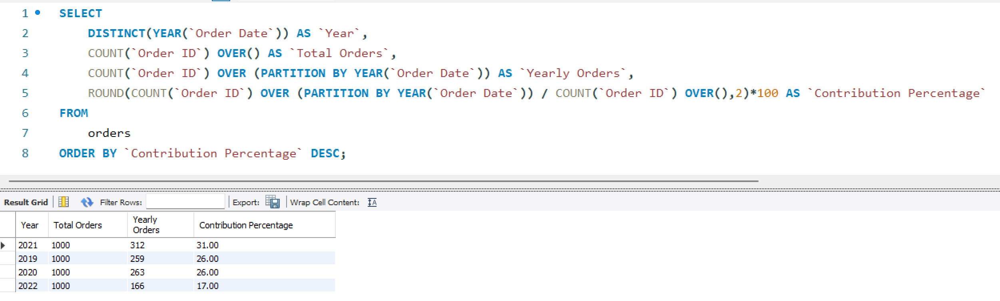 1 SELECT
2 DISTINCT(YEAR(`Order Date`)) AS `Year`,
3 COUNT(`Order ID`) OVER() AS `Total Orders`,
4 COUNT(`Order ID`) OVER (PARTITION BY YEAR(`Order Date`)) AS `Yearly Orders`,
5 ROUND(COUNT(`Order ID`) OVER (PARTITION BY YEAR(`Order Date`)) / COUNT(`Order ID`) OVER(),2)*100 AS `Contribution Percentage`
6 FROM
7 orders
8 ORDER BY `Contribution Percentage` DESC;
Result Grid Filter Rows: Export: Wrap Cell Content: IA
Year Total Orders Yearly Orders Contribution Percentage
2021 1000 312 31.00
2019 1000 259 26.00
2020 1000 263 26.00
2022 1000 166 17.00